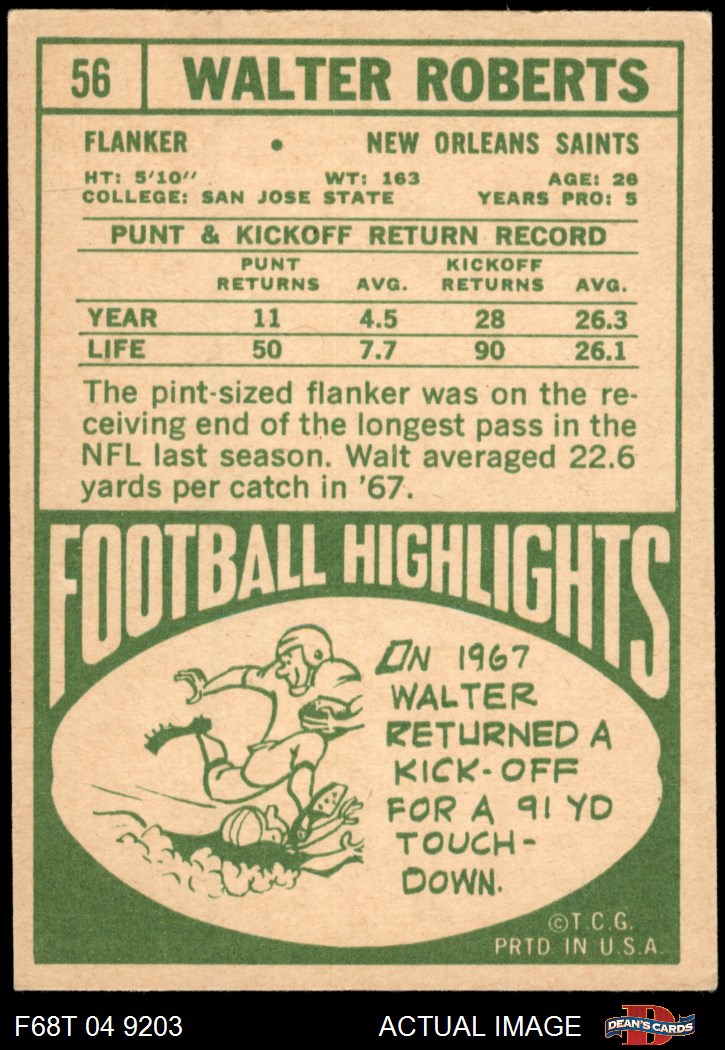 56 WALTER ROBERTS
FLANKER • NEW ORLEANS SAINTS
HT: 5'10" WT: 163 AGE: 26
COLLEGE: SAN JOSE STATE YEARS PRO: 5
PUNT & KICKOFF RETURN RECORD
PUNT KICKOFF
RETURNS AVG. RETURNS AVG.
YEAR 11 4.5 28 26.3
LIFE 50 7.7 90 26.1
The pint-sized flanker was on the re-
ceiving end of the longest pass in the
NFL last season. Walt averaged 22.6
yards per catch in '67.
FOOTBALL HIGHLIGHTS
ON 1967
WALTER
RETURNED A
KICK-OFF
FOR A 91 YD
TOUCH-
DOWN.
©T.C.G.
PRTD IN U.S.A.
F68T 04 9203 ACTUAL IMAGE
D
DEAN'S CARDS